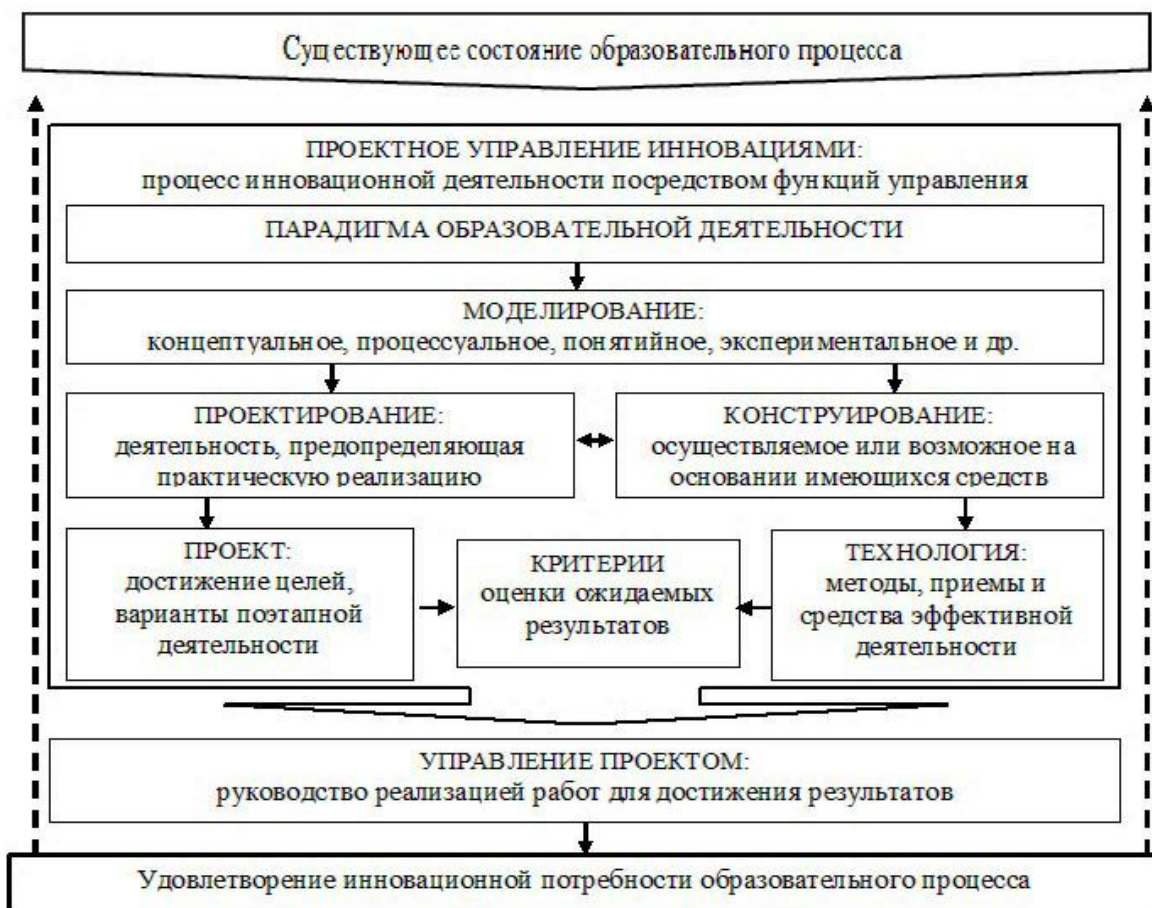 Существующее состояние образовательного процесса
ПРОЕКТНОЕ УПРАВЛЕНИЕ ИННОВАЦИЯМИ:
процесс инновационной деятельности посредством функций управления
ПАРАДИГМА ОБРАЗОВАТЕЛЬНОЙ ДЕЯТЕЛЬНОСТИ
МОДЕЛИРОВАНИЕ:
концептуальное, процессуальное, понятийное, экспериментальное и др.
ПРОЕКТИРОВАНИЕ:
деятельность, предопределяющая
практическую реализацию
КОНСТРУИРОВАНИЕ:
осуществляемое или возможное на
основании имеющихся средств
ПРОЕКТ:
достижение целей,
варианты поэтапной
деятельности
КРИТЕРИИ
оценки ожидаемых
результатов
ТЕХНОЛОГИЯ:
методы, приемы и
средства эффективной
деятельности
УПРАВЛЕНИЕ ПРОЕКТОМ:
руководство реализацией работ для достижения результатов
Удовлетворение инновационной потребности образовательного процесса